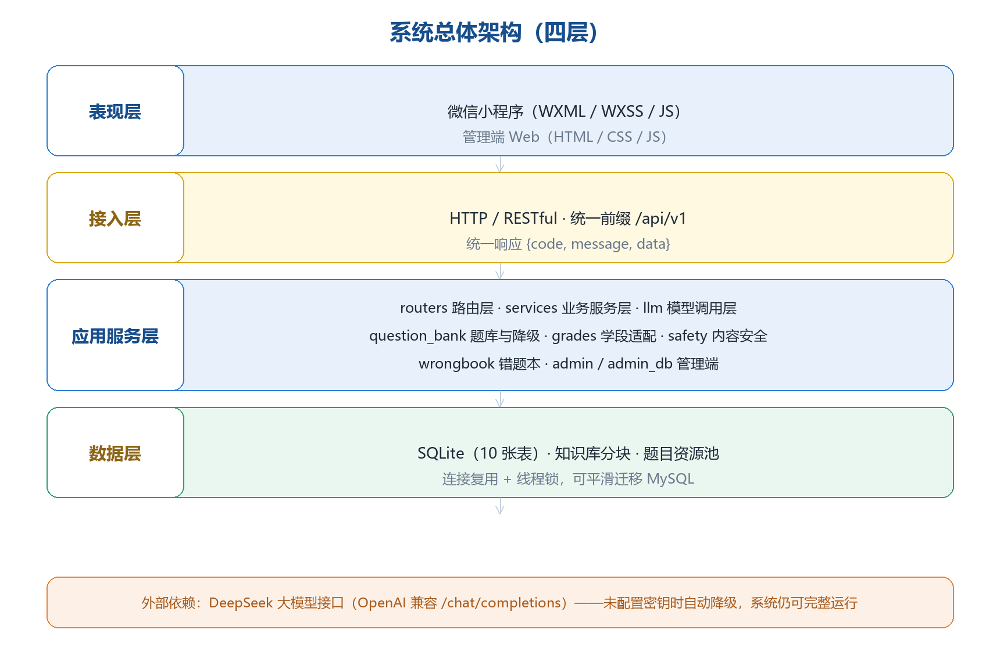 系统总体架构（四层）
表现层
微信小程序（WXML / WXSS / JS）
管理端 Web（HTML / CSS / JS）
接入层
HTTP / RESTful · 统一前缀 /api/v1
统一响应 {code, message, data}
应用服务层
routers 路由层 · services 业务服务层 · llm 模型调用层
question_bank 题库与降级 · grades 学段适配 · safety 内容安全
wrongbook 错题本 · admin / admin_db 管理端
数据层
SQLite（10 张表）· 知识库分块 · 题目资源池
连接复用 + 线程锁，可平滑迁移 MySQL
外部依赖：DeepSeek 大模型接口（OpenAI 兼容 /chat/completions）——未配置密钥时自动降级，系统仍可完整运行